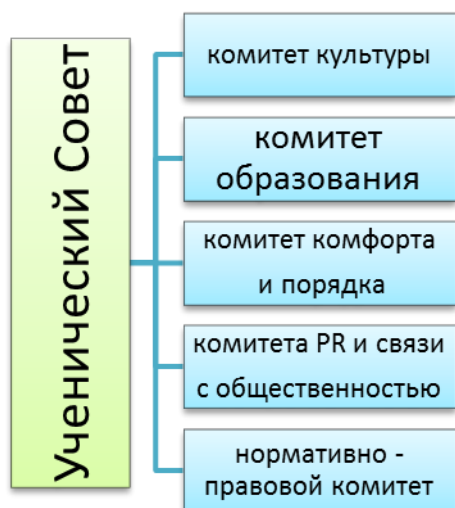 Ученический Совет
комитет культуры
комитет
образования
комитет комфорта
и порядка
комитета PR и связи
с общественностью
нормативно -
правовой комитет